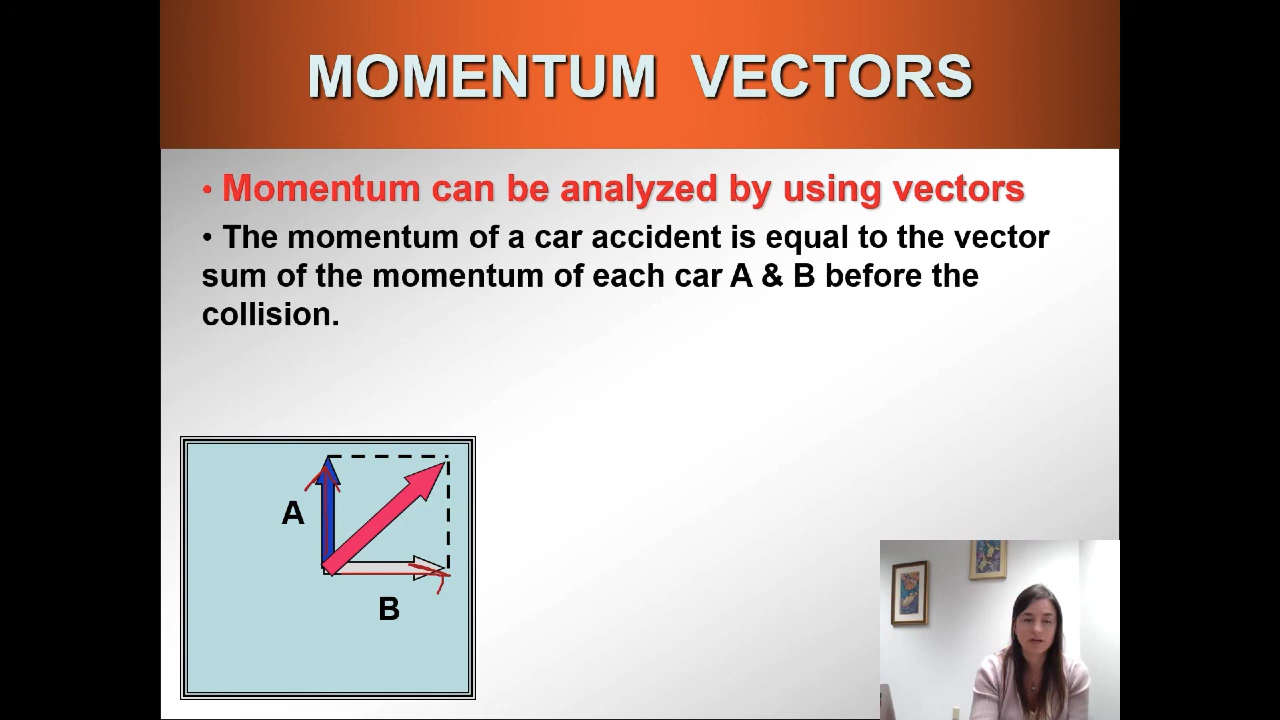 MOMENTUM VECTORS
• Momentum can be analyzed by using vectors
• The momentum of a car accident is equal to the vector
sum of the momentum of each car A & B before the
collision.
A
B